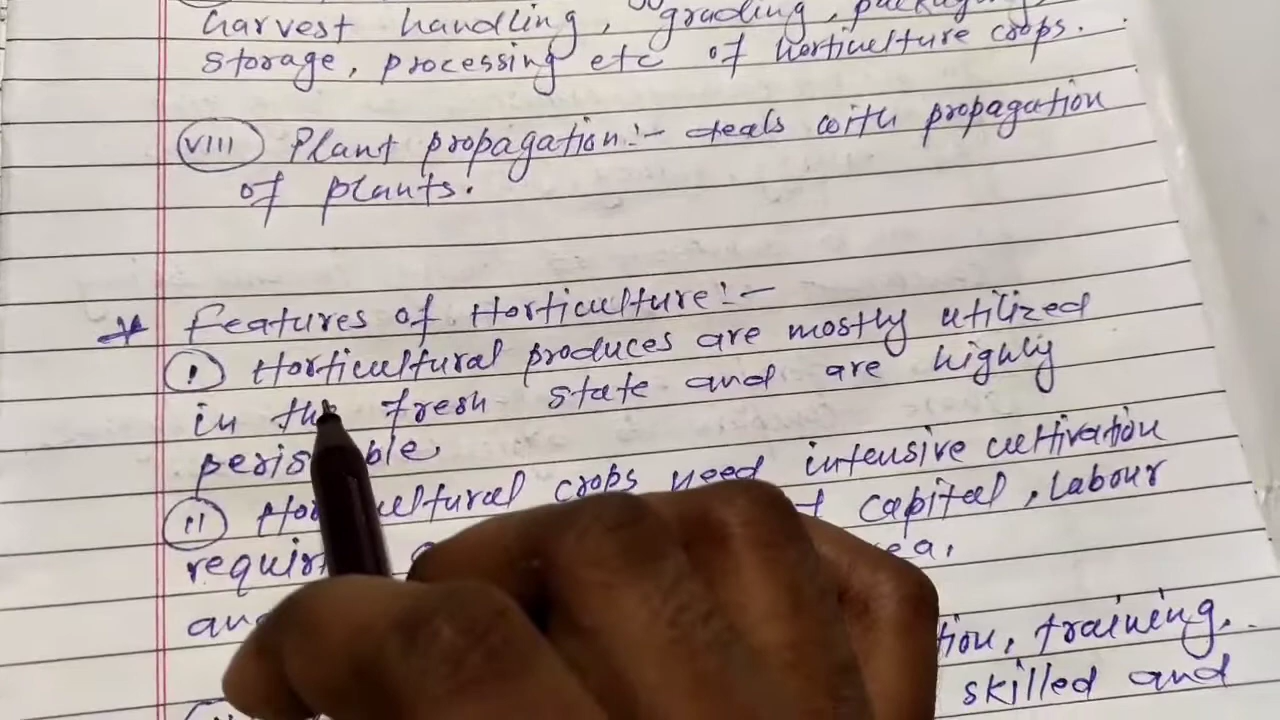 harvest handling, grading, packaging
storage, processing etc of horticulture crops.
VIII Plant propagation:- deals with propagation
of plants.
* Features of Horticulture:-
I Horticultural produces are mostly utilized
in the fresh state and are highly
perishable.
II Horticultural crops need intensive cultivation
capital, labour
tion, training,
skilled and